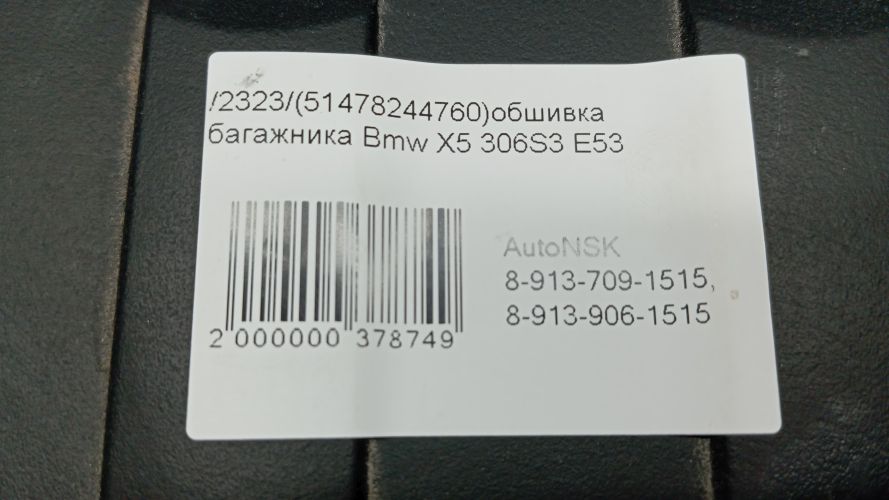 /2323/(51478244760)обшивка
багажника Bmw X5 306S3 E53
AutoNSK
8-913-709-1515,
8-913-906-1515
2 000000 378749